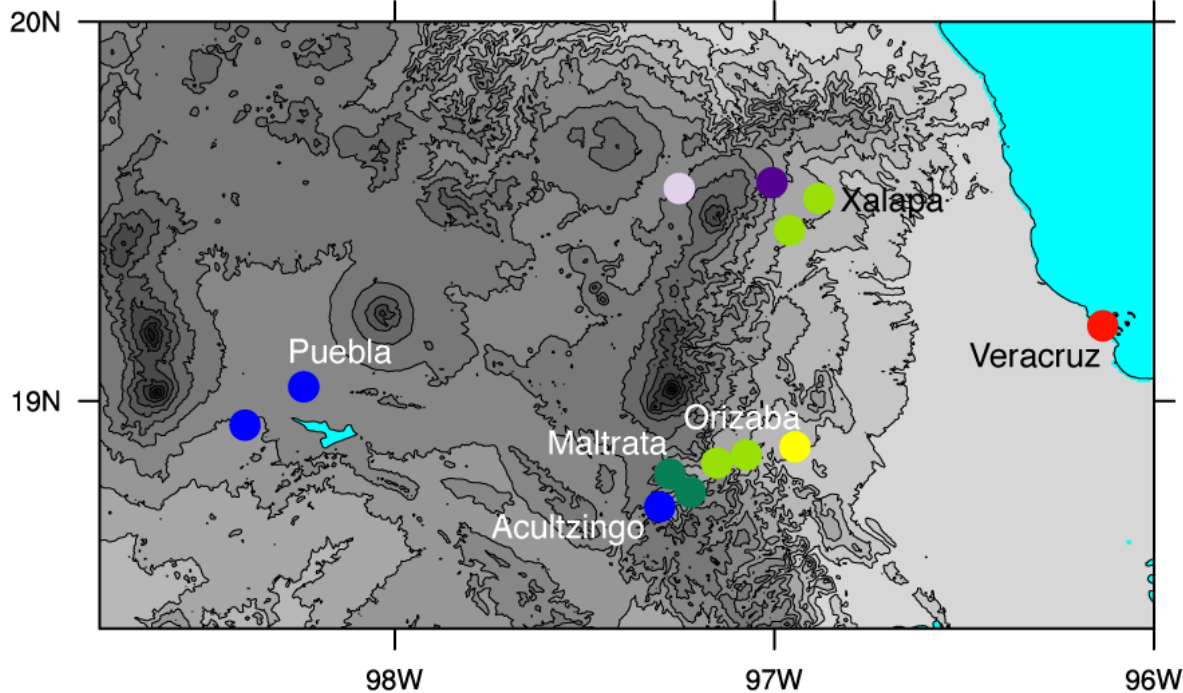 20N
Xalapa
Veracruz
Puebla
19N
Orizaba
Maltrata
Acultzingo
98W
97W
96W